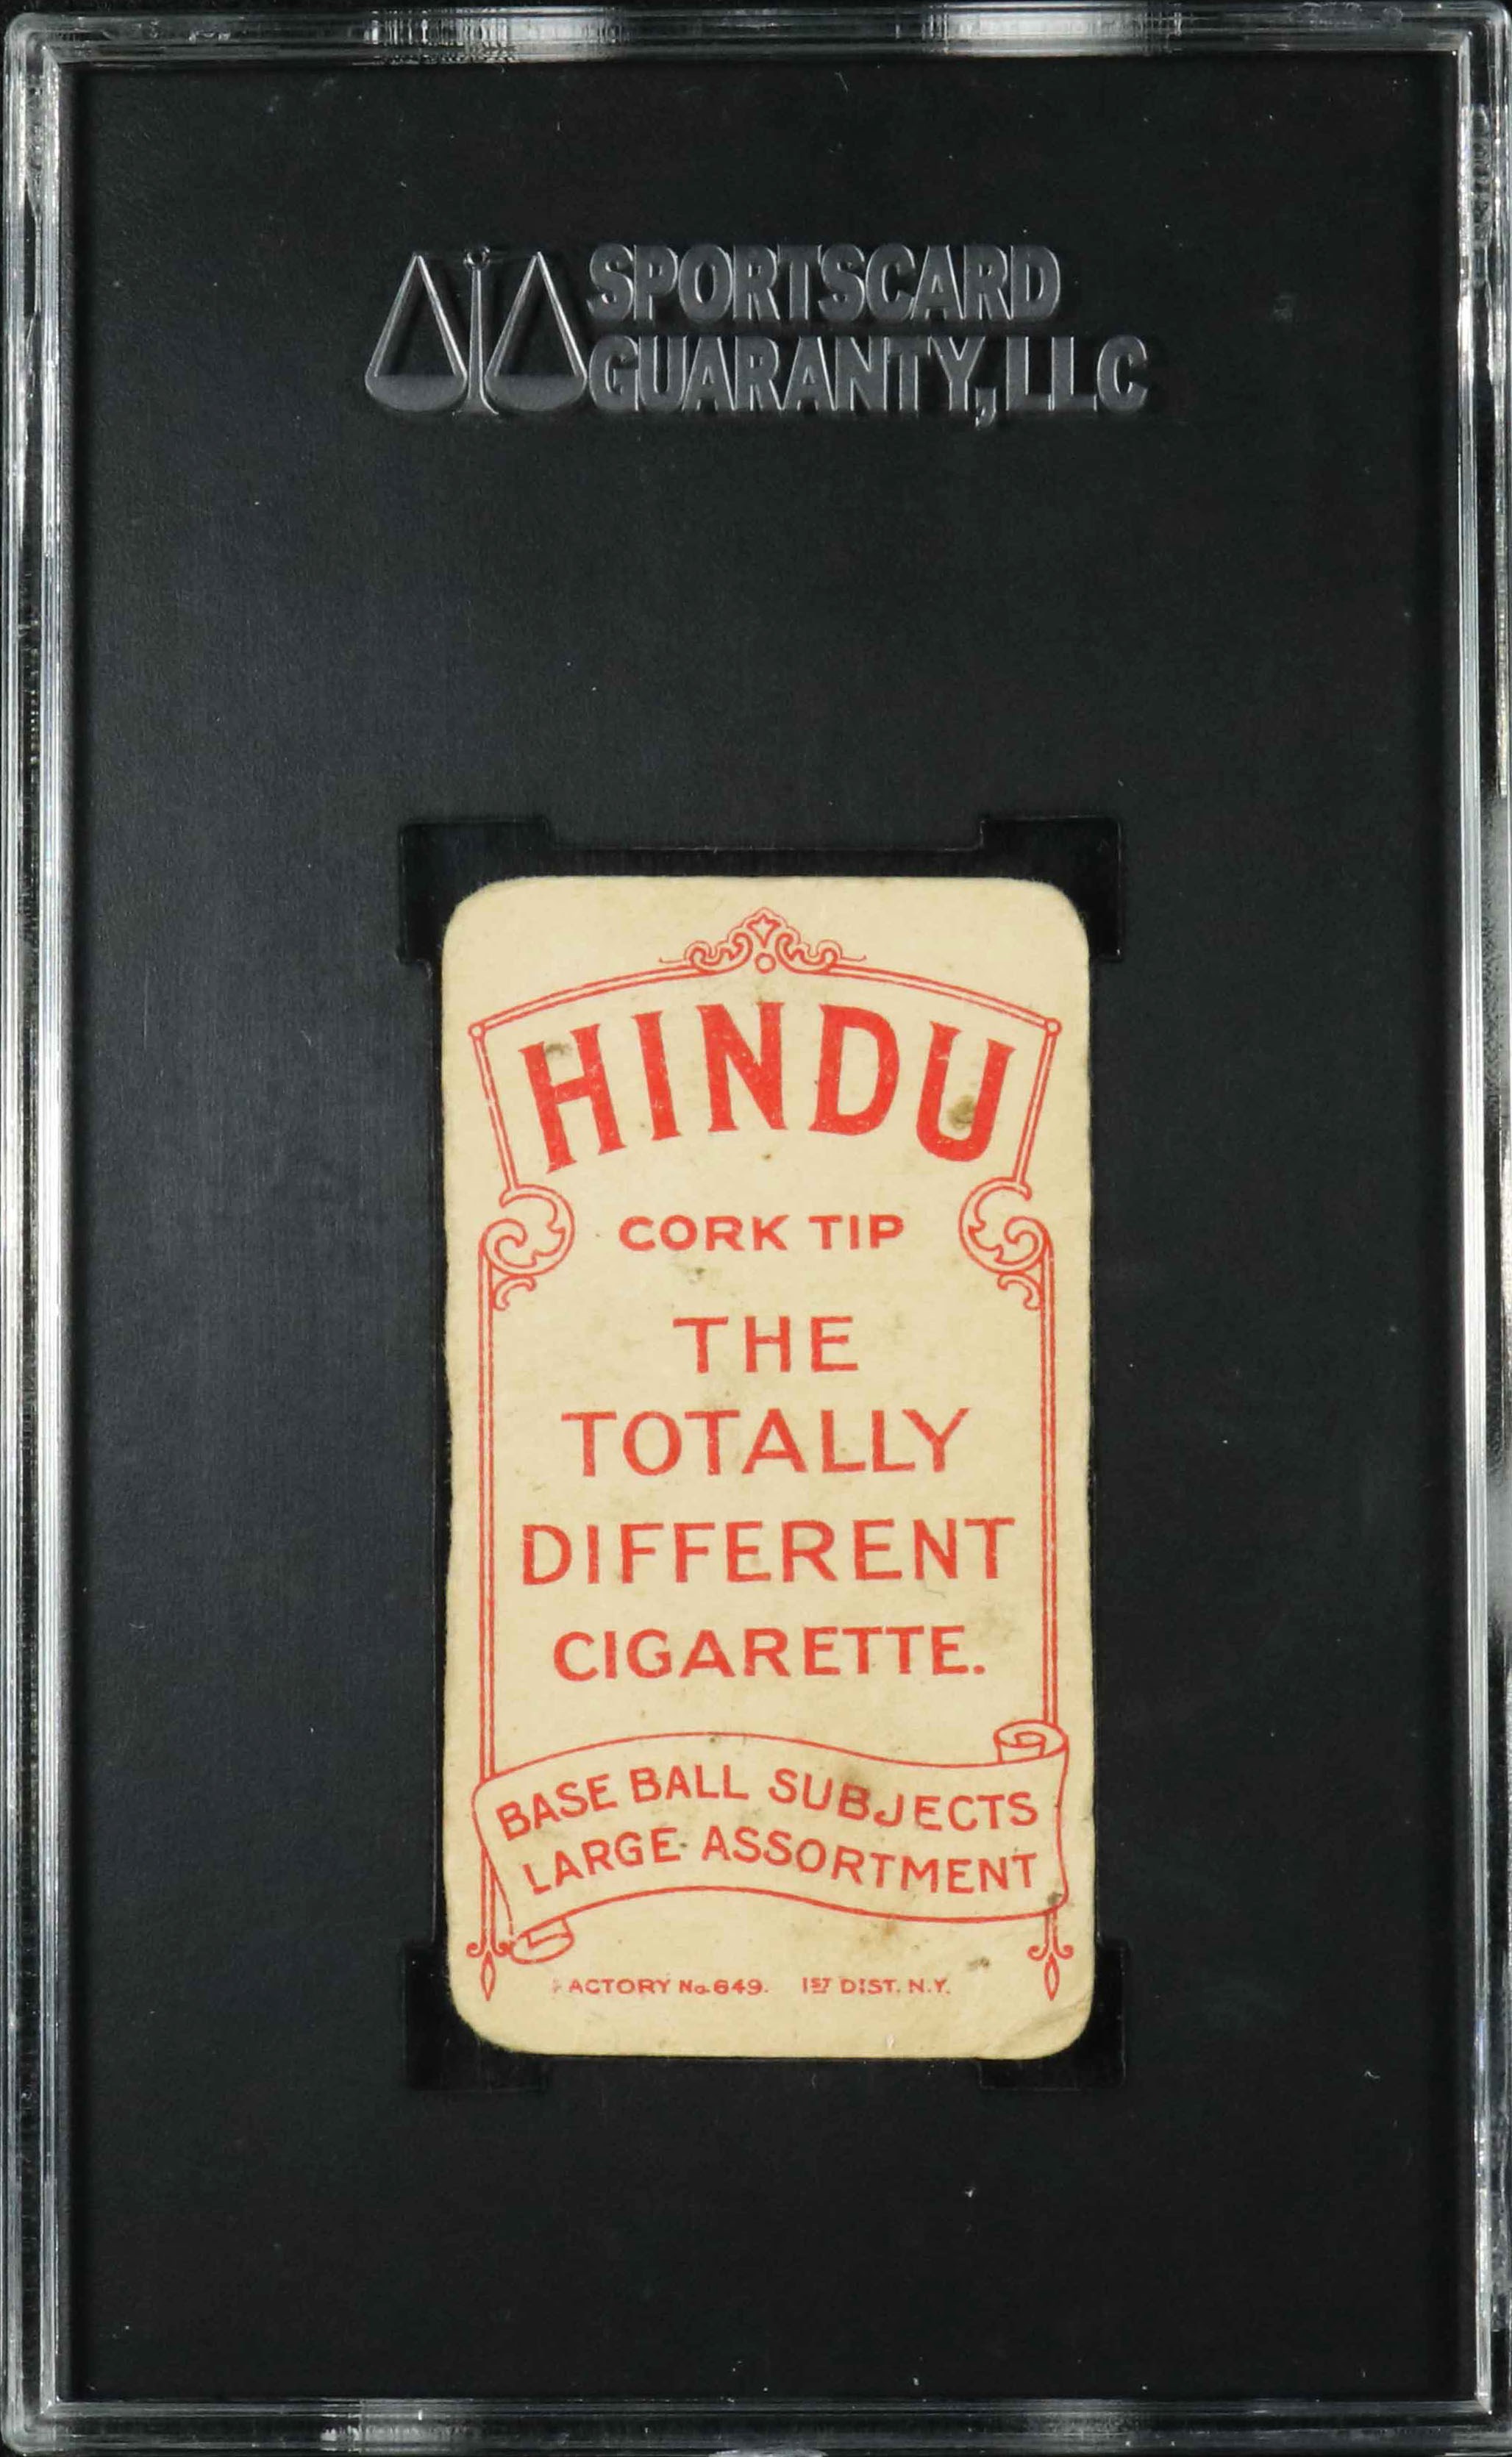 SPORTSCARD
GUARANTY, LLC
HINDU
CORK TIP
THE
TOTALLY
DIFFERENT
CIGARETTE.
BASE BALL SUBJECTS
LARGE ASSORTMENT
FACTORY No. 649. 1ST DIST. N.Y.